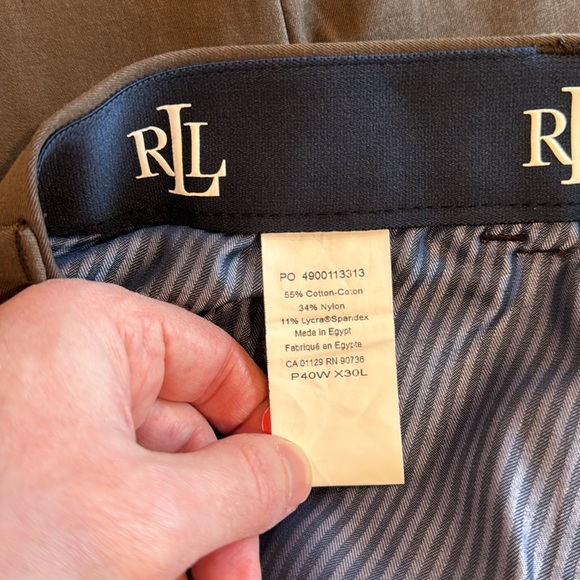 RLL
RL
PO 4900113313
55% Cotton-Coton
34% Nylon
11% Lycra®Spandex
Made in Egypt
Fabriqué en Egypte
CA 01129 RN 90736
P40W X30L